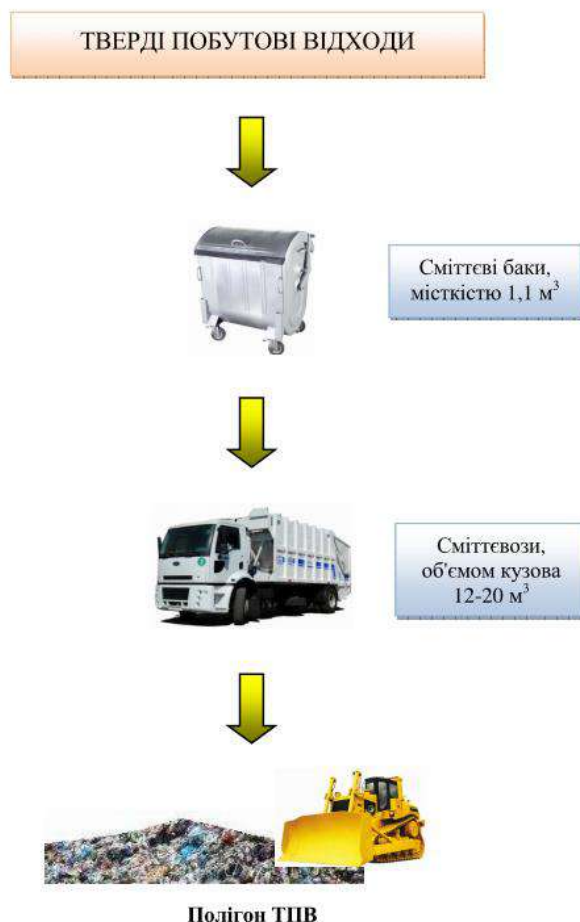 ТВЕРДІ ПОБУТОВІ ВІДХОДИ
Сміттєві баки,
місткістю 1,1 м³
Сміттєвози,
об'ємом кузова
12-20 м³
Полігон ТПВ